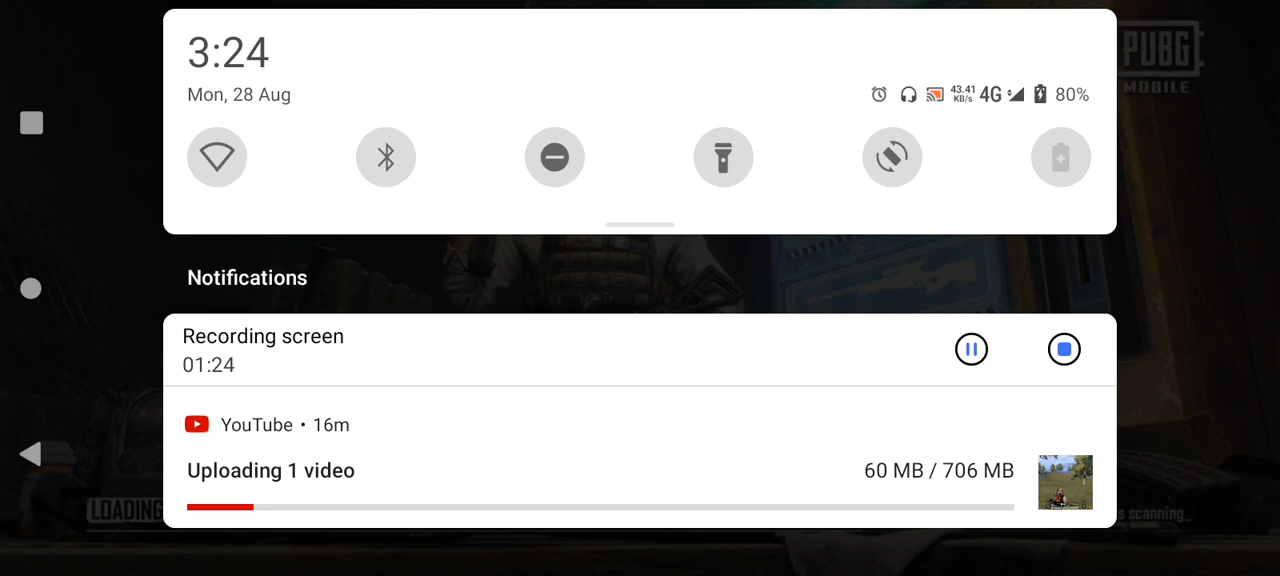 3:24
Mon, 28 Aug
43.41
KB/s
4G
80%
PUBG
MOBILE
Notifications
Recording screen
01:24
YouTube • 16m
Uploading 1 video
60 MB / 706 MB
LOADING
scanning_